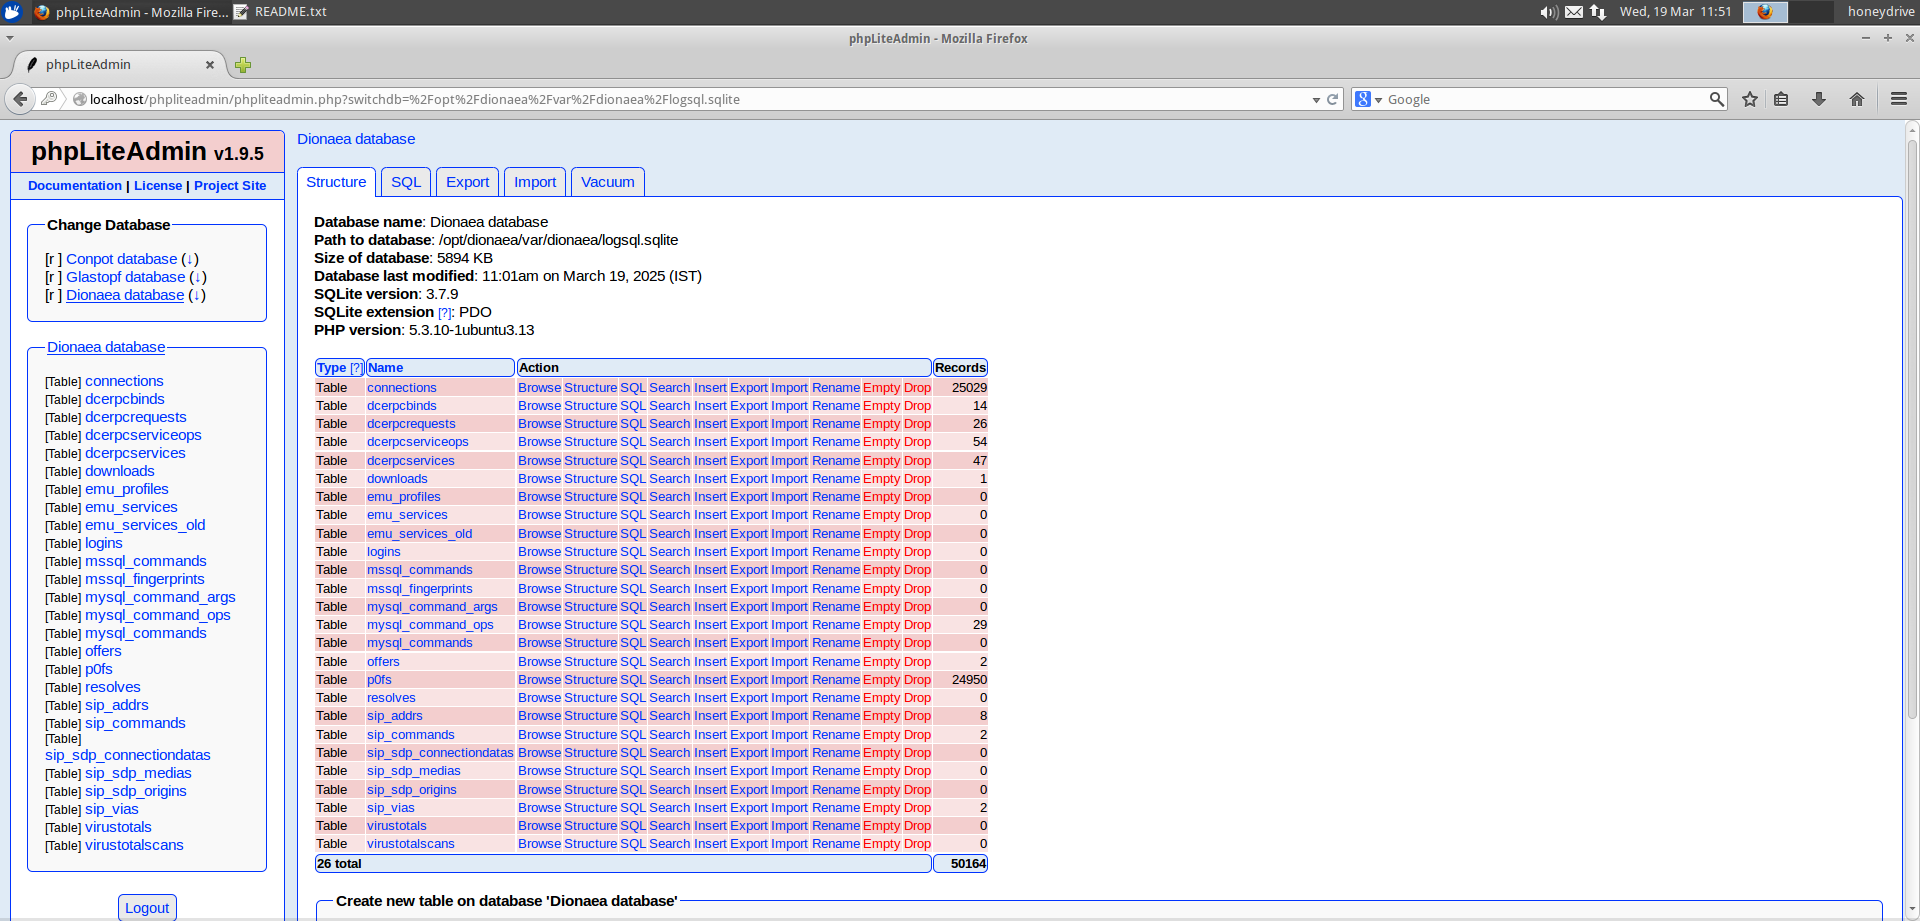 phpLiteAdmin - Mozilla Fire... README.txt Wed, 19 Mar 11:51 honeydrive
phpLiteAdmin - Mozilla Firefox
phpLiteAdmin
localhost/phpliteadmin/phpliteadmin.php?switchdb=%2Fopt%2Fdionaea%2Fvar%2Fdionaea%2Flogsql.sqlite Google
phpLiteAdmin v1.9.5
Documentation | License | Project Site
Change Database
[r ] Conpot database (↓)
[r ] Glastopf database (↓)
[r ] Dionaea database (↓)
Dionaea database
[Table] connections
[Table] dcerpcbinds
[Table] dcerpcrequests
[Table] dcerpcserviceops
[Table] dcerpcservices
[Table] downloads
[Table] emu_profiles
[Table] emu_services
[Table] emu_services_old
[Table] logins
[Table] mssql_commands
[Table] mssql_fingerprints
[Table] mysql_command_args
[Table] mysql_command_ops
[Table] mysql_commands
[Table] offers
[Table] p0fs
[Table] resolves
[Table] sip_addrs
[Table] sip_commands
[Table]
sip_sdp_connectiondatas
[Table] sip_sdp_medias
[Table] sip_sdp_origins
[Table] sip_vias
[Table] virustotals
[Table] virustotalscans
Logout
Dionaea database
Structure SQL Export Import Vacuum
Database name: Dionaea database
Path to database: /opt/dionaea/var/dionaea/logsql.sqlite
Size of database: 5894 KB
Database last modified: 11:01am on March 19, 2025 (IST)
SQLite version: 3.7.9
SQLite extension [?]: PDO
PHP version: 5.3.10-1ubuntu3.13
Type [?] Name Action Records
Table connections Browse Structure SQL Search Insert Export Import Rename Empty Drop 25029
Table dcerpcbinds Browse Structure SQL Search Insert Export Import Rename Empty Drop 14
Table dcerpcrequests Browse Structure SQL Search Insert Export Import Rename Empty Drop 26
Table dcerpcserviceops Browse Structure SQL Search Insert Export Import Rename Empty Drop 54
Table dcerpcservices Browse Structure SQL Search Insert Export Import Rename Empty Drop 47
Table downloads Browse Structure SQL Search Insert Export Import Rename Empty Drop 1
Table emu_profiles Browse Structure SQL Search Insert Export Import Rename Empty Drop 0
Table emu_services Browse Structure SQL Search Insert Export Import Rename Empty Drop 0
Table emu_services_old Browse Structure SQL Search Insert Export Import Rename Empty Drop 0
Table logins Browse Structure SQL Search Insert Export Import Rename Empty Drop 0
Table mssql_commands Browse Structure SQL Search Insert Export Import Rename Empty Drop 0
Table mssql_fingerprints Browse Structure SQL Search Insert Export Import Rename Empty Drop 0
Table mysql_command_args Browse Structure SQL Search Insert Export Import Rename Empty Drop 0
Table mysql_command_ops Browse Structure SQL Search Insert Export Import Rename Empty Drop 29
Table mysql_commands Browse Structure SQL Search Insert Export Import Rename Empty Drop 0
Table offers Browse Structure SQL Search Insert Export Import Rename Empty Drop 2
Table p0fs Browse Structure SQL Search Insert Export Import Rename Empty Drop 24950
Table resolves Browse Structure SQL Search Insert Export Import Rename Empty Drop 0
Table sip_addrs Browse Structure SQL Search Insert Export Import Rename Empty Drop 8
Table sip_commands Browse Structure SQL Search Insert Export Import Rename Empty Drop 2
Table sip_sdp_connectiondatas Browse Structure SQL Search Insert Export Import Rename Empty Drop 0
Table sip_sdp_medias Browse Structure SQL Search Insert Export Import Rename Empty Drop 0
Table sip_sdp_origins Browse Structure SQL Search Insert Export Import Rename Empty Drop 0
Table sip_vias Browse Structure SQL Search Insert Export Import Rename Empty Drop 2
Table virustotals Browse Structure SQL Search Insert Export Import Rename Empty Drop 0
Table virustotalscans Browse Structure SQL Search Insert Export Import Rename Empty Drop 0
26 total 50164
Create new table on database 'Dionaea database'